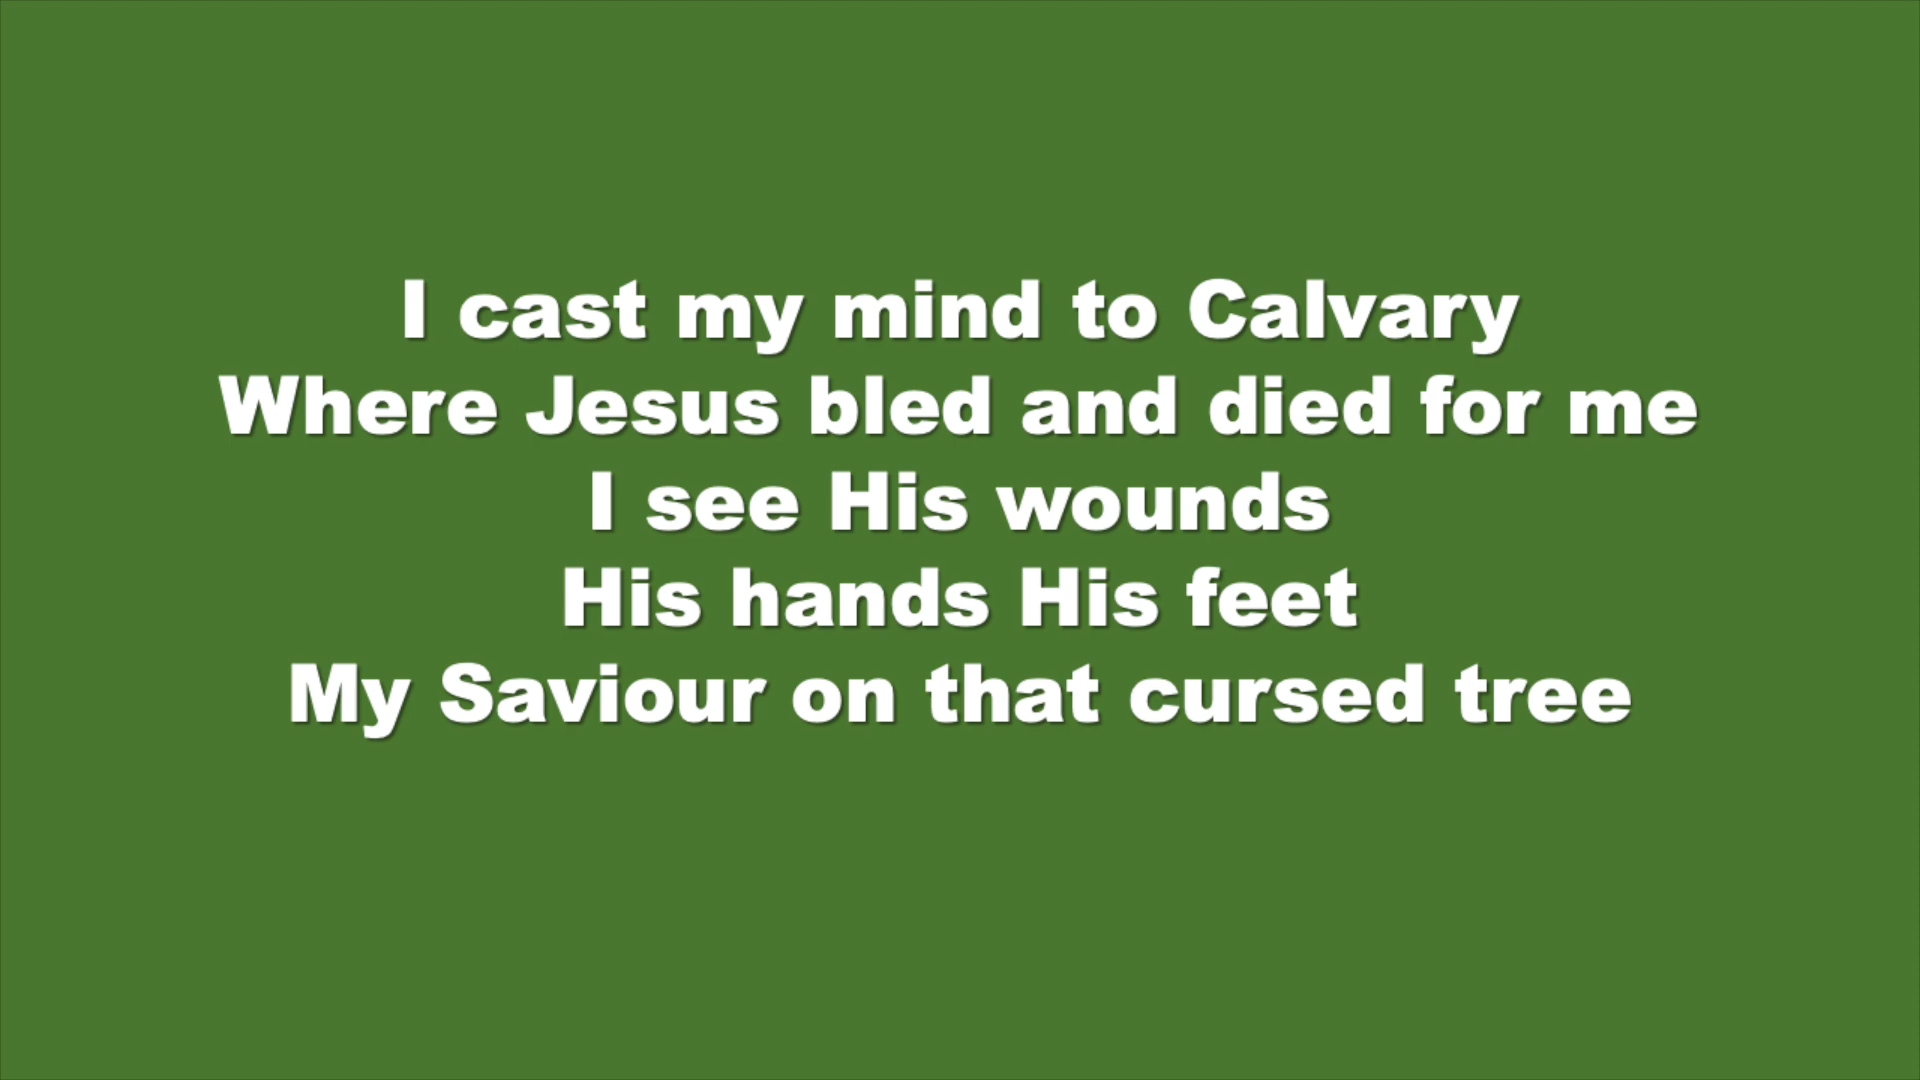 I cast my mind to Calvary
Where Jesus bled and died for me
I see His wounds
His hands His feet
My Saviour on that cursed tree